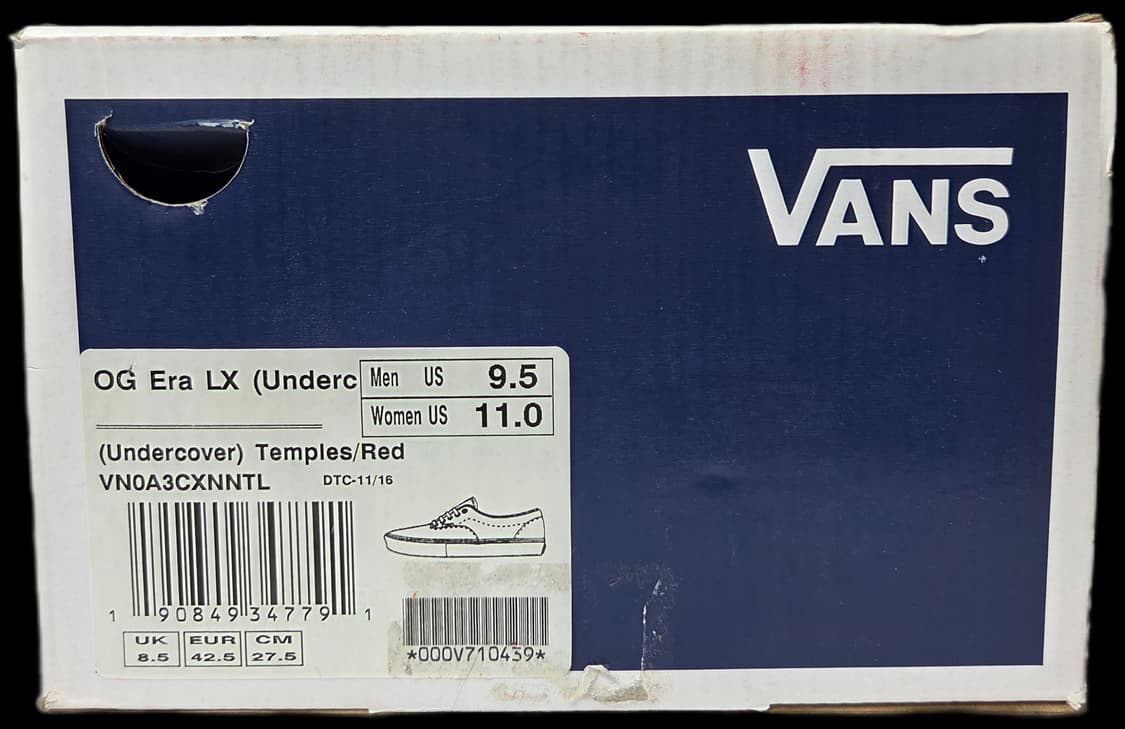 VANS
OG Era LX (Underc
Men US 9.5
Women US 11.0
(Undercover) Temples/Red
VN0A3CXNNTL DTC-11/16
1 90849 34779 1
*000V710439*
UK EUR CM
8.5 42.5 27.5